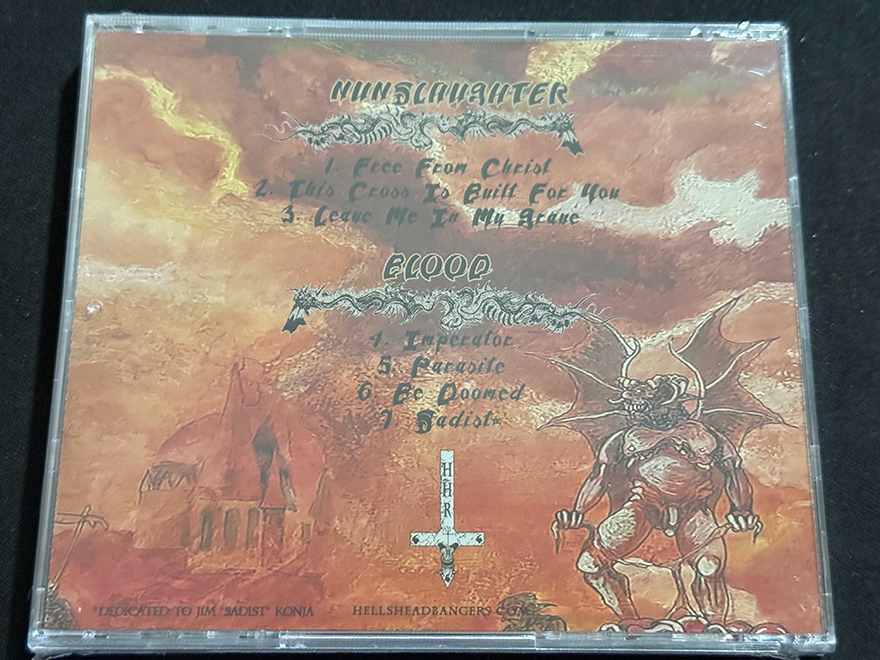 NUNSLAUGHTER
1. Free From Christ
2. This Cross Is Built For You
3. Leave Me In My Grave
BLOOD
4. Imperator
5. Parasite
6. Be Doomed
7. Sadist*
HHR
*DEDICATED TO JIM "SADIST" KONJA
HELLSHEADBANGERS.COM